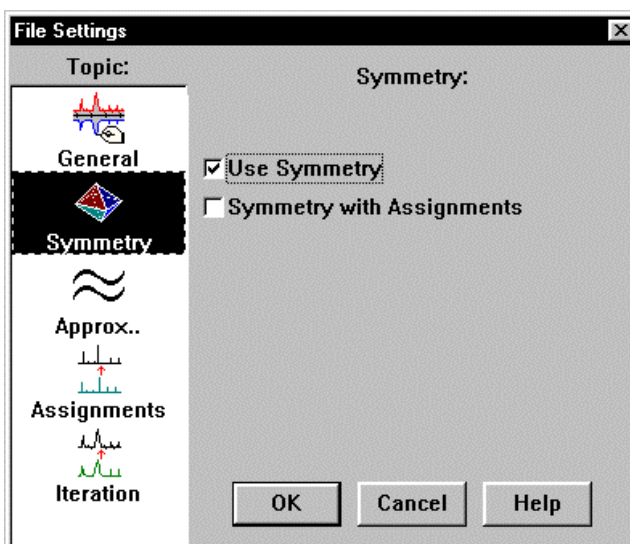 File Settings
Topic:
Symmetry:
General
Use Symmetry
Symmetry with Assignments
Symmetry
Approx..
Assignments
Iteration
OK
Cancel
Help